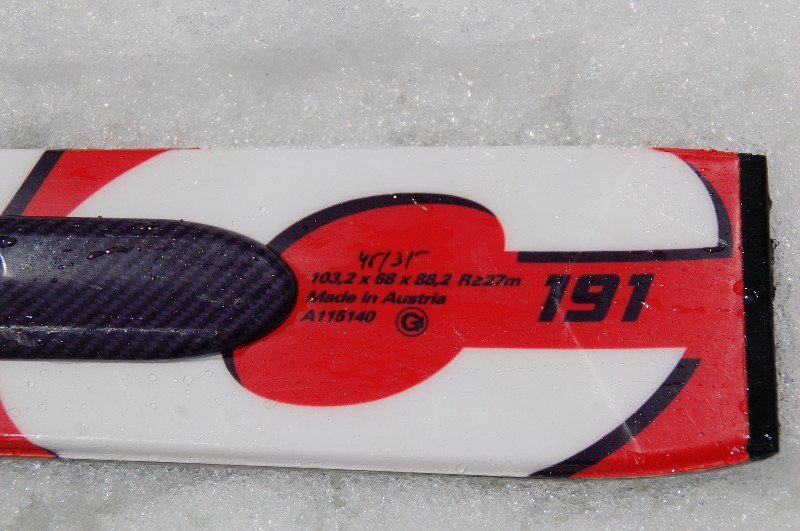 45/35
103,2 x 68 x 88,2 R≥27m
Made in Austria
A115140
191